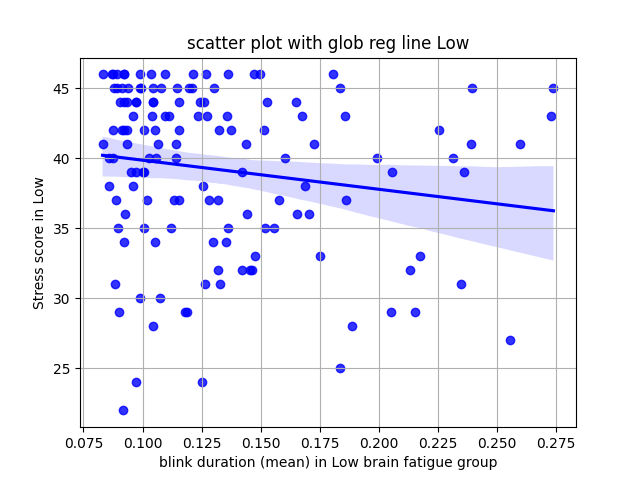 scatter plot with glob reg line Low
Stress score in Low
45
40
35
30
25
0.075 0.100 0.125 0.150 0.175 0.200 0.225 0.250 0.275
blink duration (mean) in Low brain fatigue group